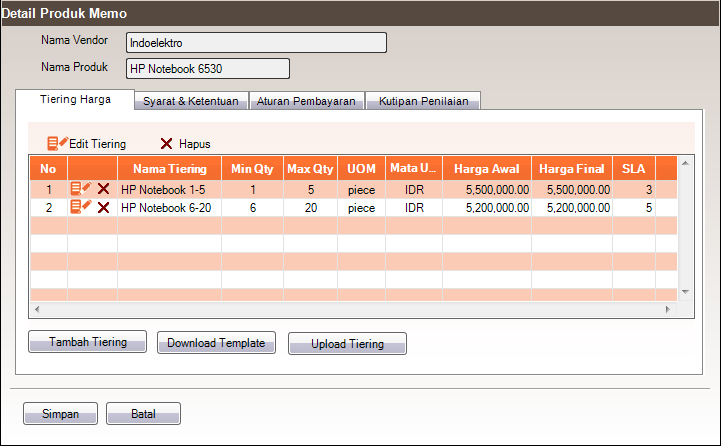 Detail Produk Memo
Nama Vendor Indoelektro
Nama Produk HP Notebook 6530
Tiering Harga Syarat & Ketentuan Aturan Pembayaran Kutipan Penilaian
Edit Tiering Hapus
No Nama Tiering Min Qty Max Qty UOM Mata U... Harga Awal Harga Final SLA
1 HP Notebook 1-5 1 5 piece IDR 5,500,000.00 5,500,000.00 3
2 HP Notebook 6-20 6 20 piece IDR 5,200,000.00 5,200,000.00 5
Tambah Tiering Download Template Upload Tiering
Simpan Batal